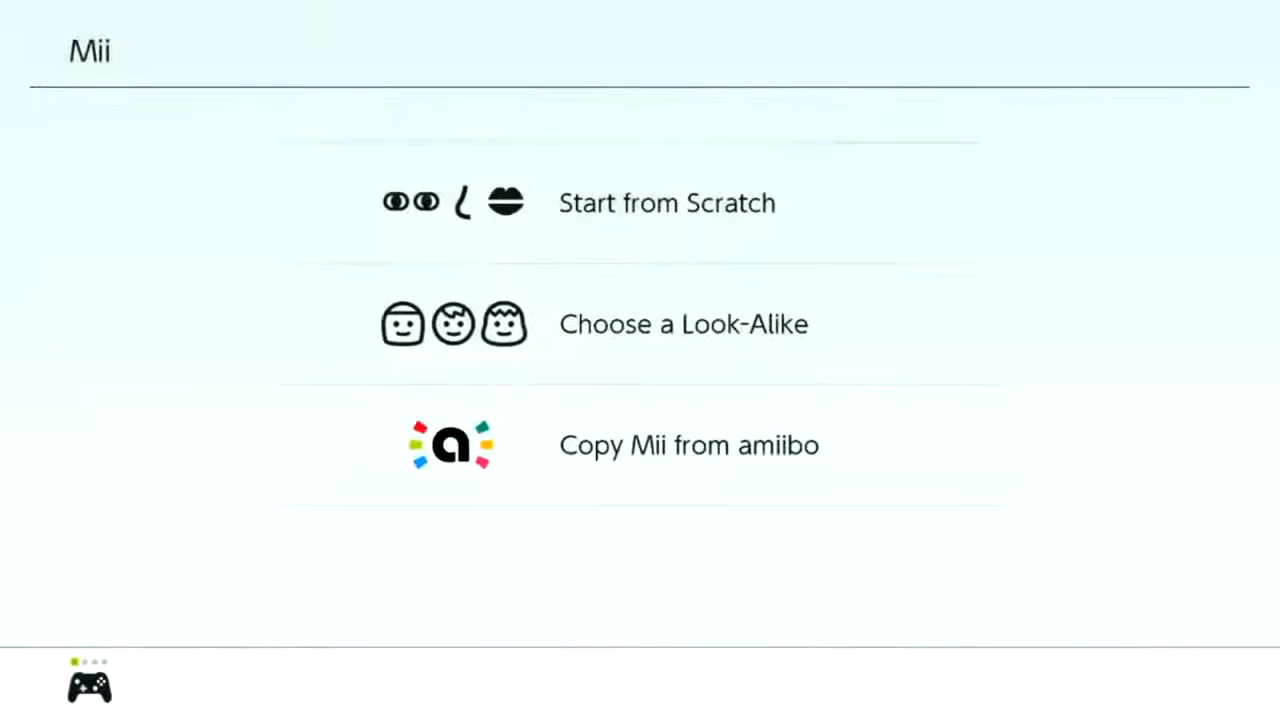 Mii
Start from Scratch
Choose a Look-Alike
Copy Mii from amiibo